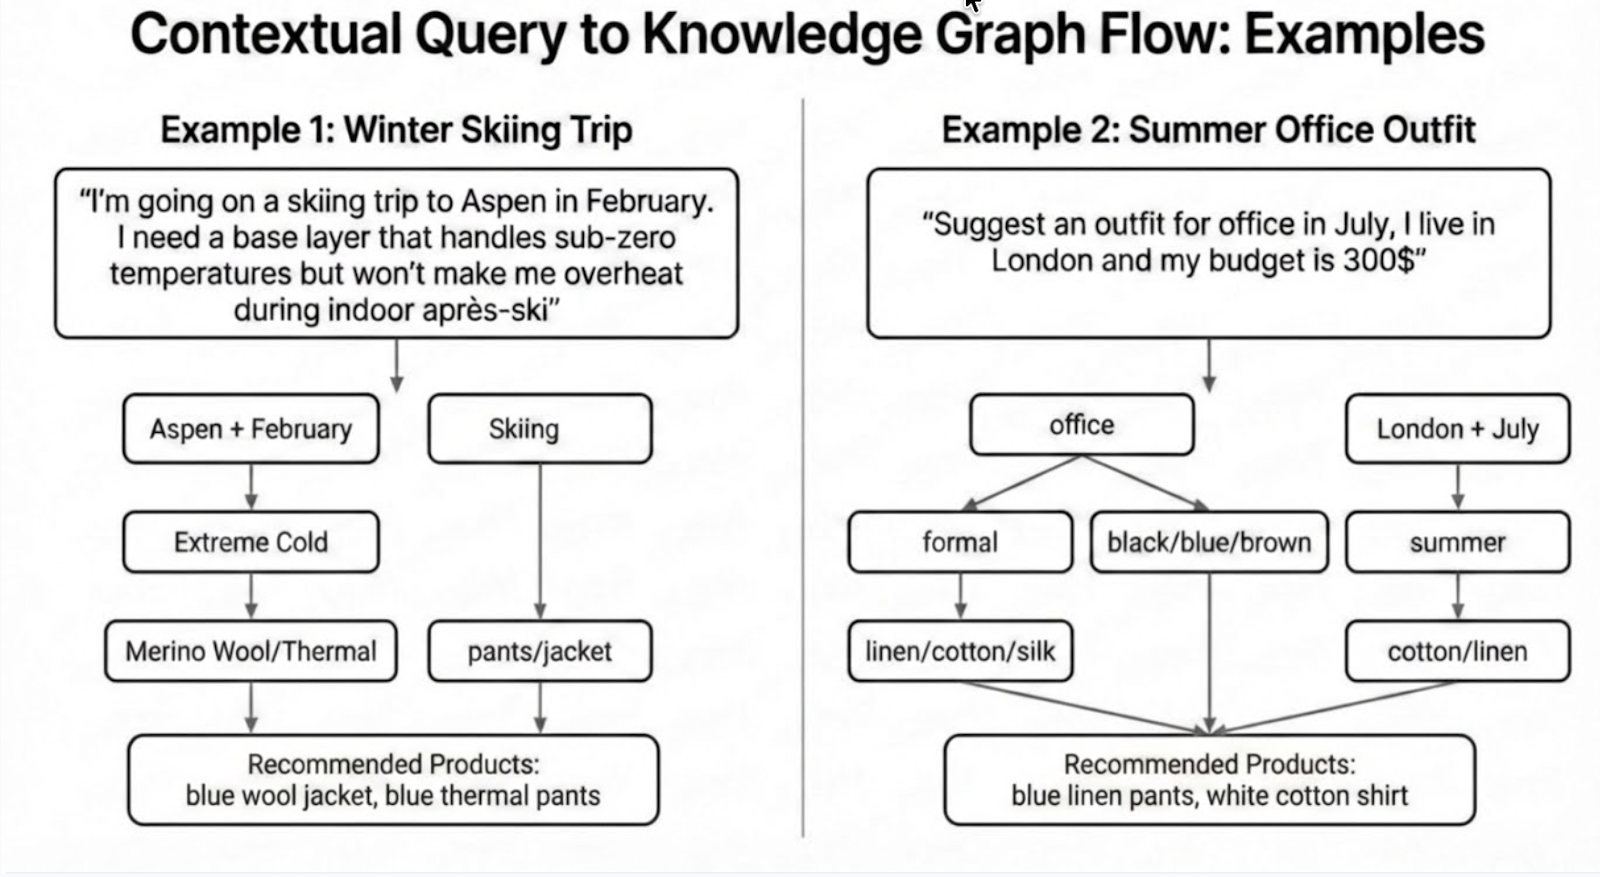 Contextual Query to Knowledge Graph Flow: Examples
Example 1: Winter Skiing Trip
“I’m going on a skiing trip to Aspen in February.
I need a base layer that handles sub-zero
temperatures but won’t make me overheat
during indoor après-ski”
Aspen + February
Skiing
Extreme Cold
Merino Wool/Thermal
pants/jacket
Recommended Products:
blue wool jacket, blue thermal pants
Example 2: Summer Office Outfit
“Suggest an outfit for office in July, I live in
London and my budget is 300$”
office
London + July
formal
black/blue/brown
summer
linen/cotton/silk
cotton/linen
Recommended Products:
blue linen pants, white cotton shirt